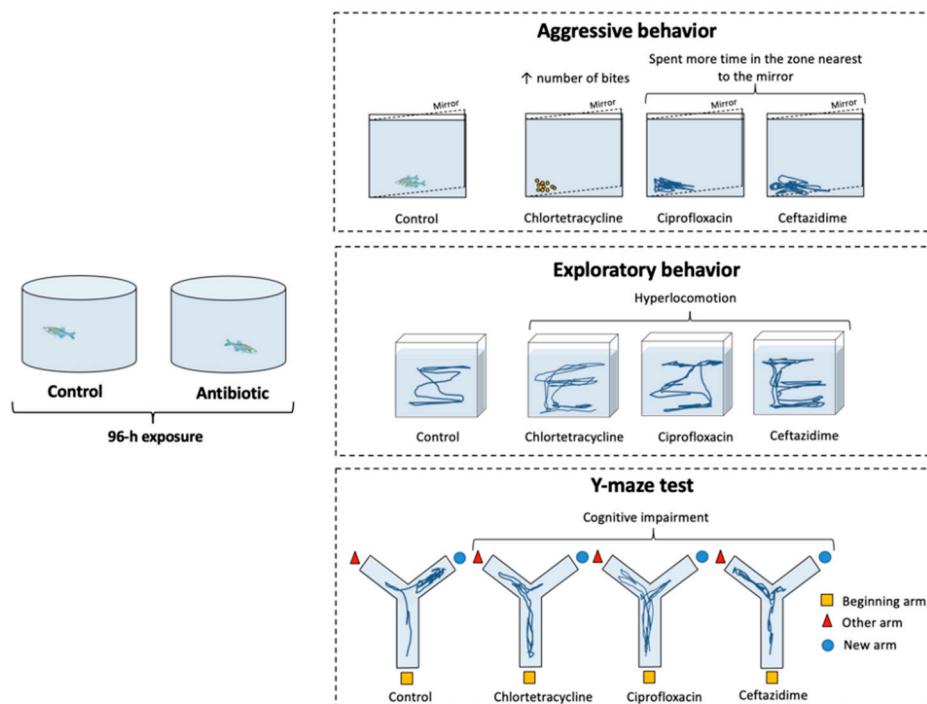 Aggressive behavior
↑ number of bites
Spent more time in the zone nearest
to the mirror
Mirror
Mirror
Mirror
Mirror
Control
Chlortetracycline
Ciprofloxacin
Ceftazidime
Control
Antibiotic
96-h exposure
Exploratory behavior
Hyperlocomotion
Control
Chlortetracycline
Ciprofloxacin
Ceftazidime
Y-maze test
Cognitive impairment
Beginning arm
Other arm
New arm
Control
Chlortetracycline
Ciprofloxacin
Ceftazidime